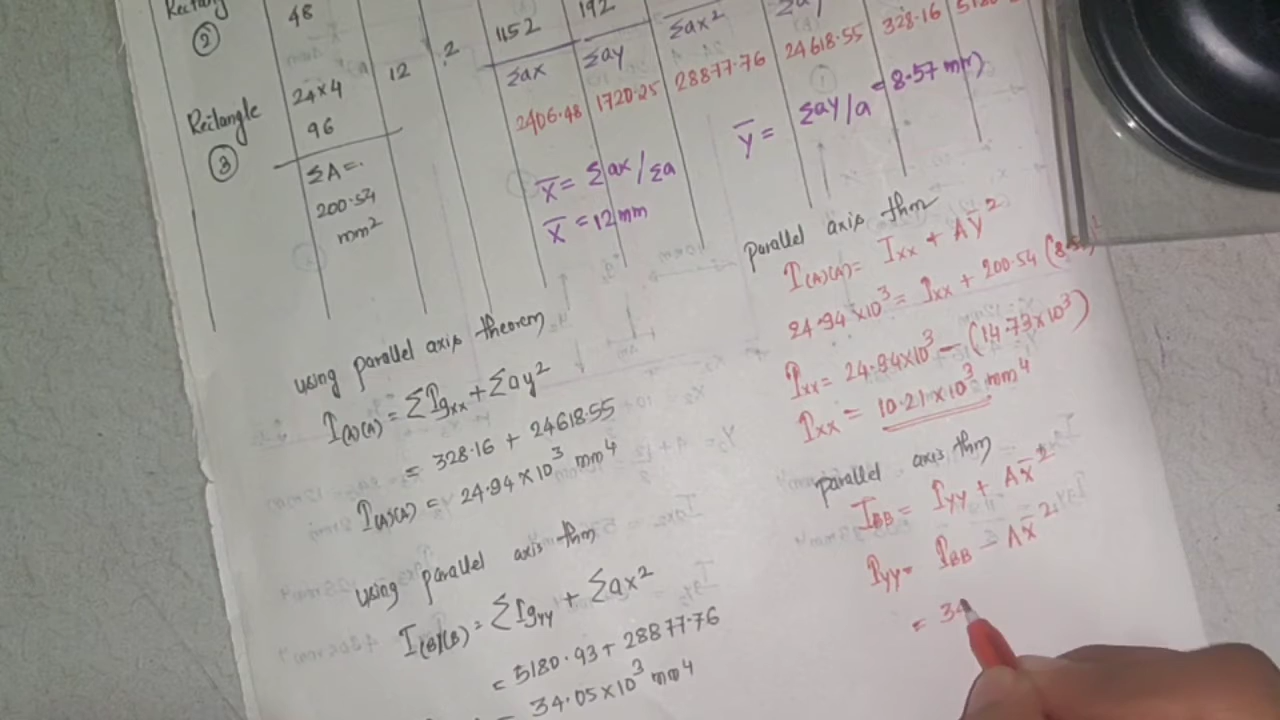 Rectangle
②
48
1152
192
Σax
Σay
Σax²
2406.48
1720.25
28877.76
24618.55
328.16
Rectangle
③
24×4
96
12
2
ΣA =
200.54
mm²
X̄ = Σax / Σa
X̄ = 12mm
ȳ = Σay/a = 8.57 mm
using parallel axis theorem
I(A)(A) = ΣIgxx + Σay²
= 328.16 + 24618.55
I(A)(A) = 24.94 × 10³ mm⁴
using parallel axis thm
I(B)(B) = ΣIgyy + Σax²
= 5180.93 + 28877.76
= 34.05×10³ mm⁴
parallel axis thm
I(A)(A) = Ixx + Aȳ²
24.94 ×10³ = Ixx + 200.54
Ixx = 24.94×10³ − (14.73×10³)
Ixx = 10.21×10³ mm⁴
parallel axis thm
IBB = Iyy + Ax̄²
Iyy = IBB − Ax̄²
= 34